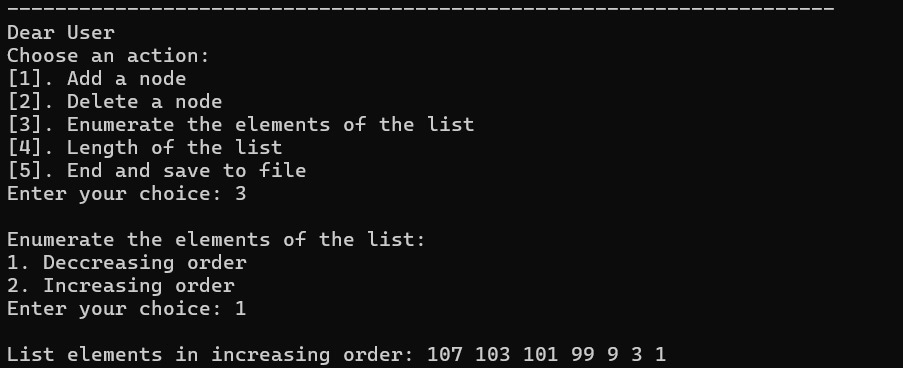 ---------------------------------------------------------------------
Dear User
Choose an action:
[1]. Add a node
[2]. Delete a node
[3]. Enumerate the elements of the list
[4]. Length of the list
[5]. End and save to file
Enter your choice: 3
Enumerate the elements of the list:
1. Deccreasing order
2. Increasing order
Enter your choice: 1
List elements in increasing order: 107 103 101 99 9 3 1